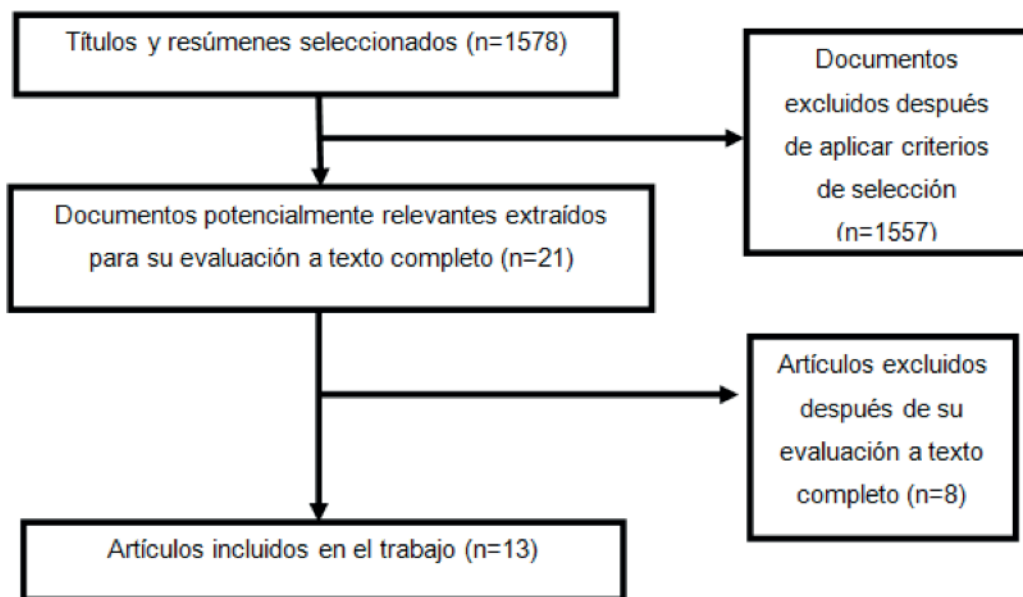 Títulos y resúmenes seleccionados (n=1578)
Documentos
excluidos después
de aplicar criterios
de selección
(n=1557)
Documentos potencialmente relevantes extraídos
para su evaluación a texto completo (n=21)
Artículos excluidos
después de su
evaluación a texto
completo (n=8)
Artículos incluidos en el trabajo (n=13)